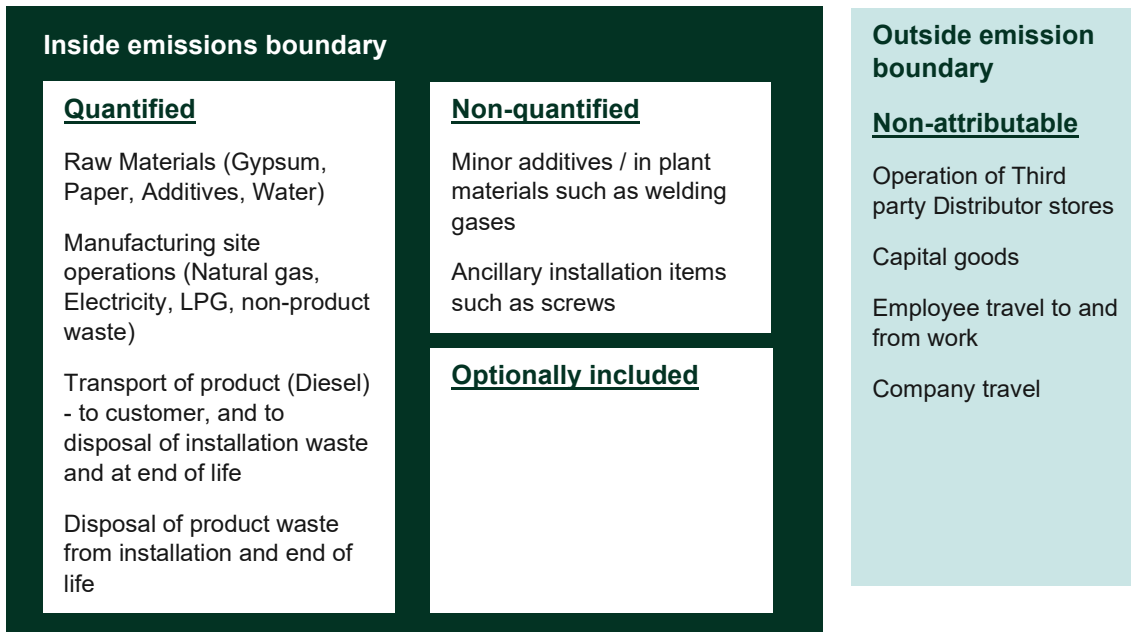 Inside emissions boundary
Quantified
Raw Materials (Gypsum,
Paper, Additives, Water)
Manufacturing site
operations (Natural gas,
Electricity, LPG, non-product
waste)
Transport of product (Diesel)
- to customer, and to
disposal of installation waste
and at end of life
Disposal of product waste
from installation and end of
life
Non-quantified
Minor additives / in plant
materials such as welding
gases
Ancillary installation items
such as screws
Optionally included
Outside emission
boundary
Non-attributable
Operation of Third
party Distributor stores
Capital goods
Employee travel to and
from work
Company travel